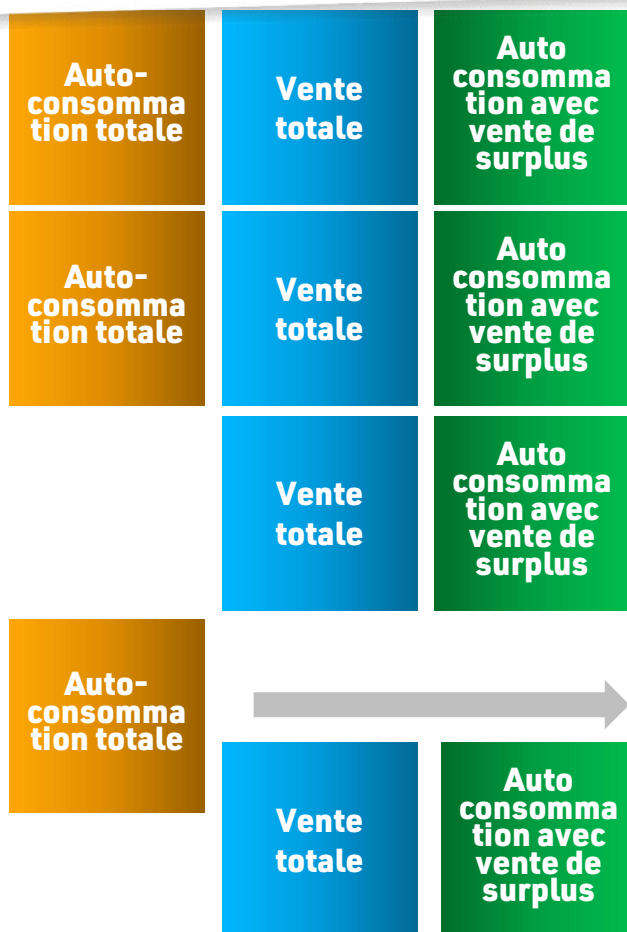 Auto-
consomma
tion totale
Vente
totale
Auto
consomma
tion avec
vente de
surplus
Auto-
consomma
tion totale
Vente
totale
Auto
consomma
tion avec
vente de
surplus
Vente
totale
Auto
consomma
tion avec
vente de
surplus
Auto-
consomma
tion totale
Vente
totale
Auto
consomma
tion avec
vente de
surplus